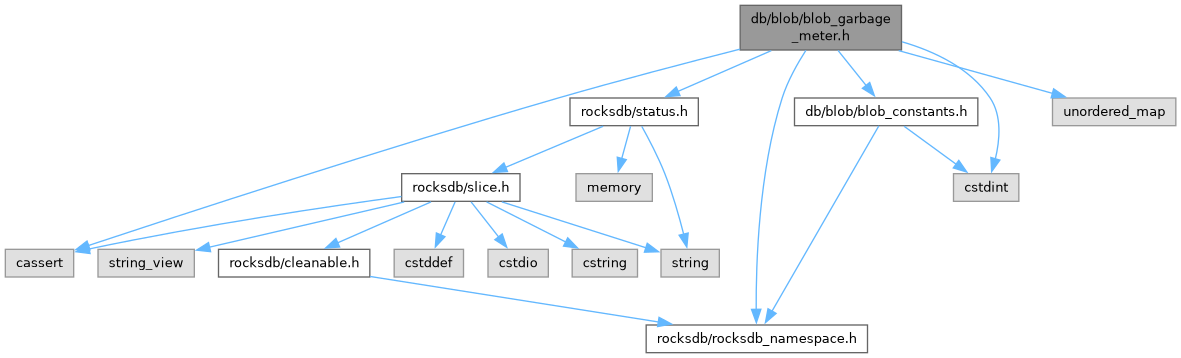 db/blob/blob_garbage
_meter.h
rocksdb/status.h
db/blob/blob_constants.h
unordered_map
rocksdb/slice.h
memory
cstdint
cassert
string_view
rocksdb/cleanable.h
cstddef
cstdio
cstring
string
rocksdb/rocksdb_namespace.h